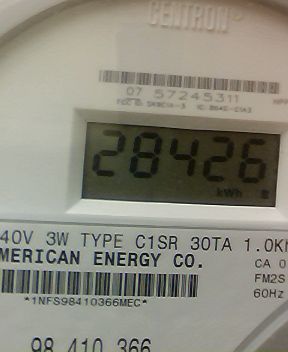 CENTRON
07 57245311
28426
kWh
40V 3W TYPE C1SR 30TA 1.0K
MERICAN ENERGY CO.
CA 0
FM2S
60Hz
*1NFS98410366MEC*
98 410 366